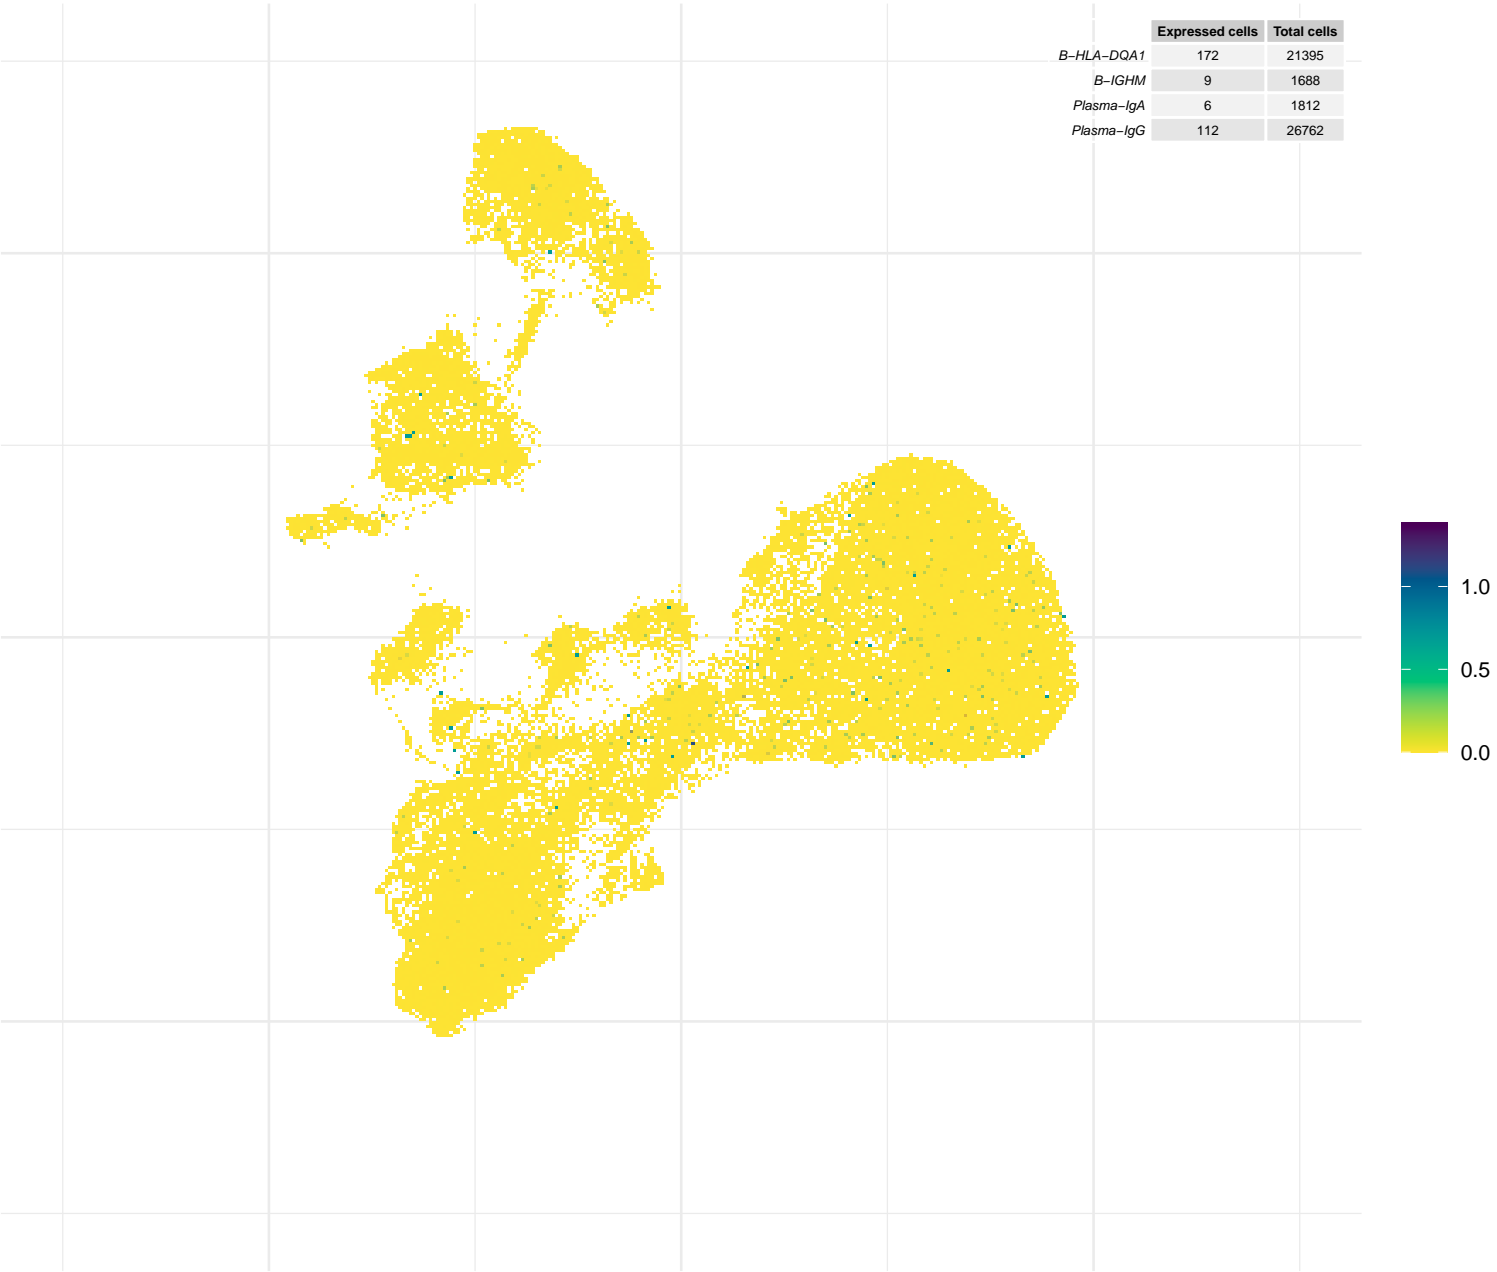 Expressed cells Total cells
B−HLA−DQA1 172 21395
B−IGHM 9 1688
Plasma−IgA 6 1812
Plasma−IgG 112 26762
1.0
0.5
0.0